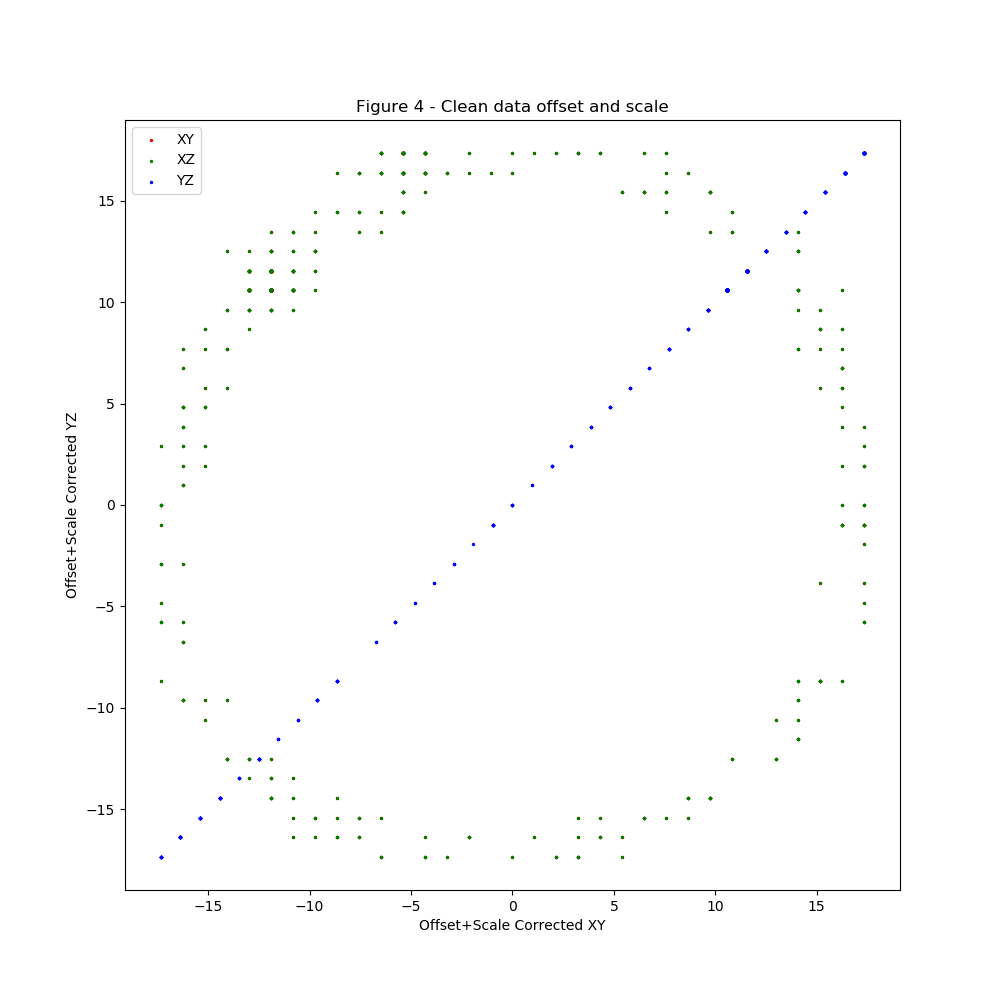 Figure 4 - Clean data offset and scale
XY
XZ
YZ
15
10
5
0
−5
−10
−15
Offset+Scale Corrected YZ
−15 −10 −5 0 5 10 15
Offset+Scale Corrected XY